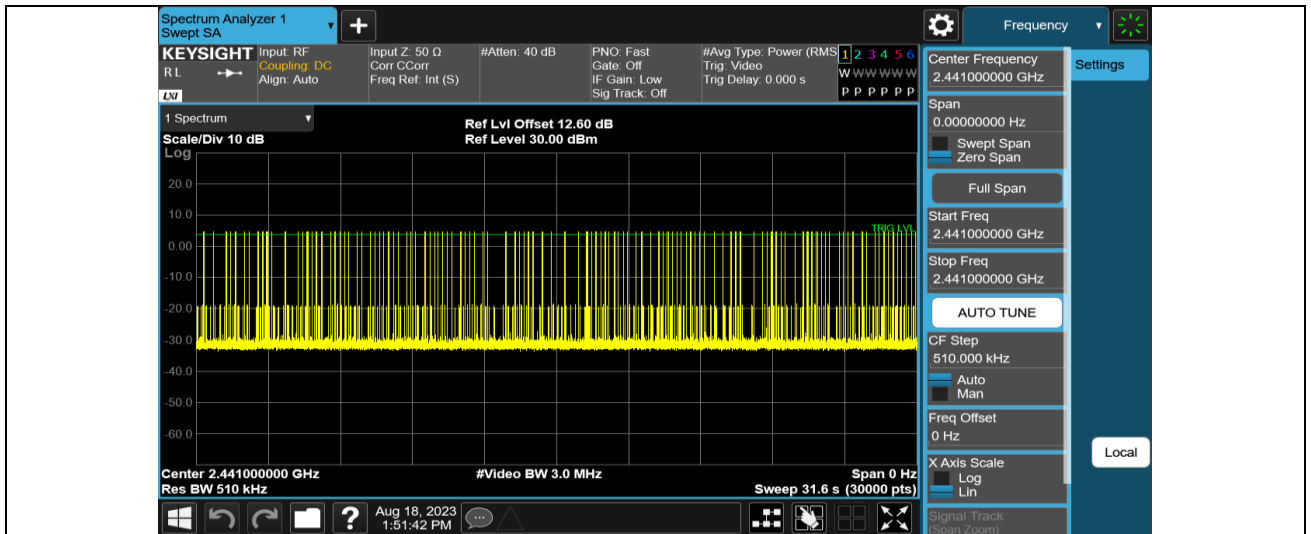 Spectrum Analyzer 1
Swept SA
Frequency
KEYSIGHT
R L
LXI
Input: RF
Coupling: DC
Align: Auto
Input Z: 50 Ω
Corr CCorr
Freq Ref: Int (S)
#Atten: 40 dB
PNO: Fast
Gate: Off
IF Gain: Low
Sig Track: Off
#Avg Type: Power (RMS
Trig: Video
Trig Delay: 0.000 s
1 2 3 4 5 6
W W W W W W
P P P P P P
1 Spectrum
Scale/Div 10 dB
Ref Lvl Offset 12.60 dB
Ref Level 30.00 dBm
Log
20.0
10.0
0.00
-10.0
-20.0
-30.0
-40.0
-50.0
-60.0
TRIG LVL
Center 2.441000000 GHz
#Video BW 3.0 MHz
Span 0 Hz
Res BW 510 kHz
Sweep 31.6 s (30000 pts)
Aug 18, 2023
1:51:42 PM
Center Frequency
2.441000000 GHz
Settings
Span
0.00000000 Hz
Swept Span
Zero Span
Full Span
Start Freq
2.441000000 GHz
Stop Freq
2.441000000 GHz
AUTO TUNE
CF Step
510.000 kHz
Auto
Man
Freq Offset
0 Hz
X Axis Scale
Log
Lin
Local
Signal Track
(Span Zoom)